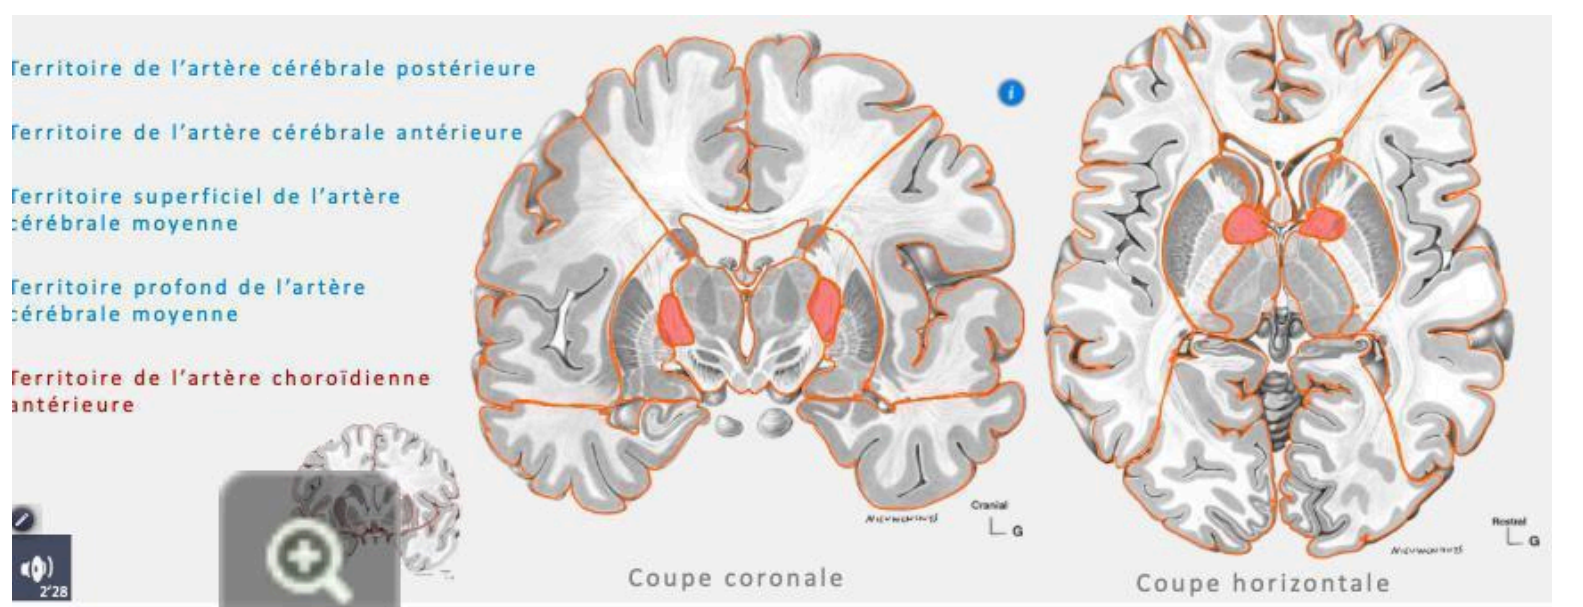 Territoire de l’artère cérébrale postérieure
Territoire de l’artère cérébrale antérieure
Territoire superficiel de l’artère
cérébrale moyenne
Territoire profond de l’artère
cérébrale moyenne
Territoire de l’artère choroïdienne
antérieure
i
2'28
Cranial
G
Coupe coronale
Rostral
G
Coupe horizontale